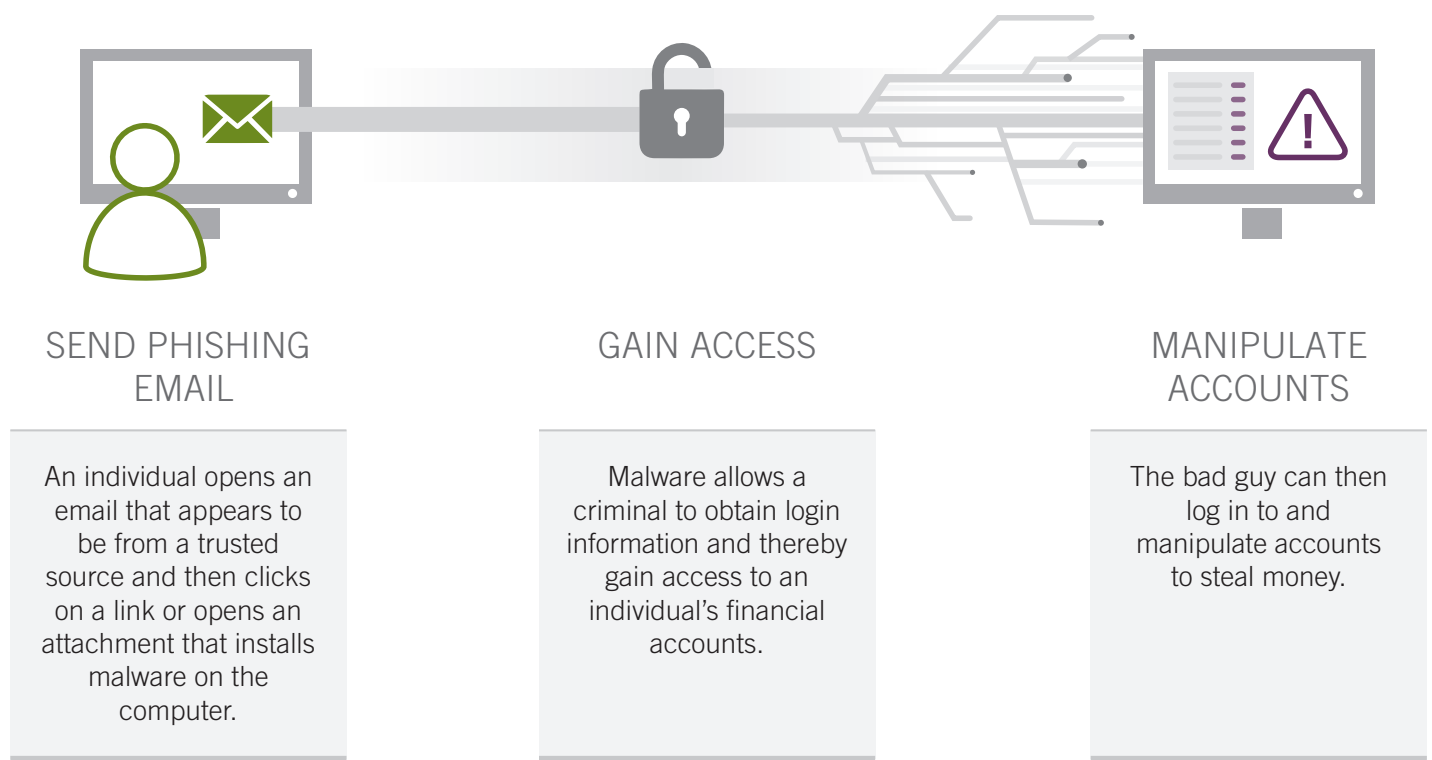 SEND PHISHING
EMAIL
An individual opens an
email that appears to
be from a trusted
source and then clicks
on a link or opens an
attachment that installs
malware on the
computer.
GAIN ACCESS
Malware allows a
criminal to obtain login
information and thereby
gain access to an
individual’s financial
accounts.
MANIPULATE
ACCOUNTS
The bad guy can then
log in to and
manipulate accounts
to steal money.